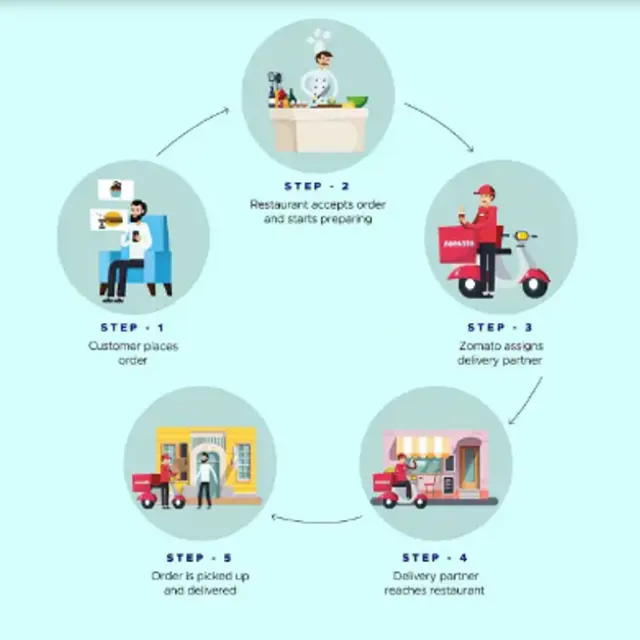 STEP - 1
Customer places
order
STEP - 2
Restaurant accepts order
and starts preparing
STEP - 3
Zomato assigns
delivery partner
STEP - 4
Delivery partner
reaches restaurant
STEP - 5
Order is picked up
and delivered
zomato